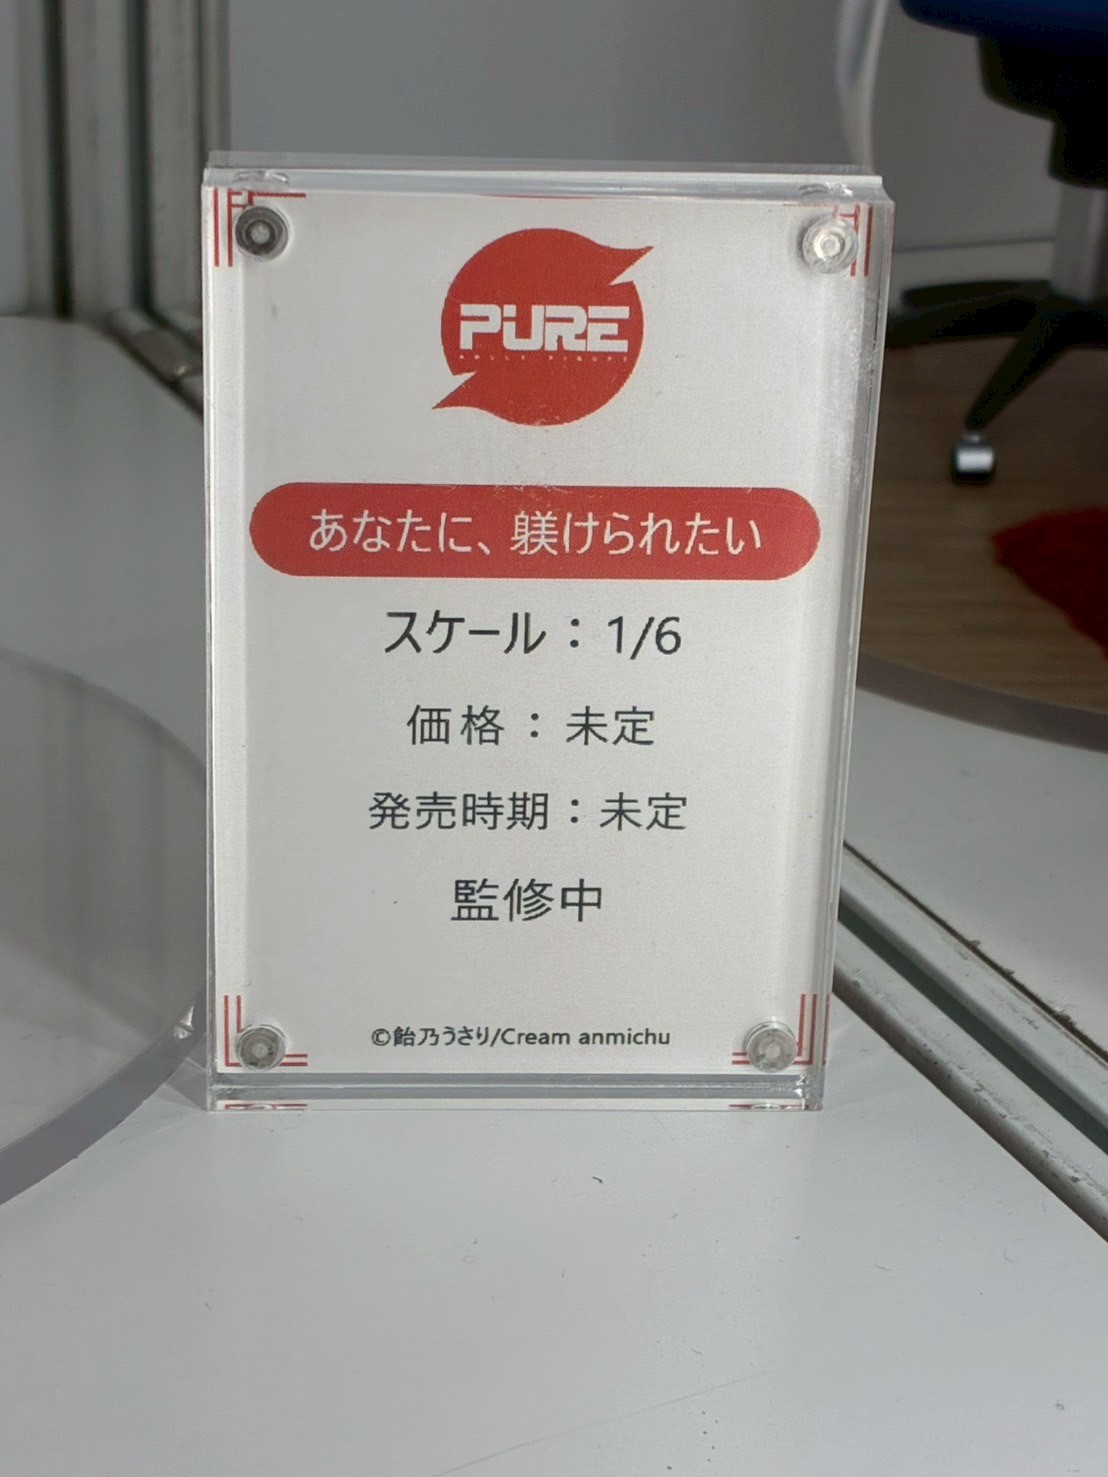 PURE
あなたに、躾けられたい
スケール：1/6
価格：未定
発売時期：未定
監修中
©飴乃うさり/Cream anmichu